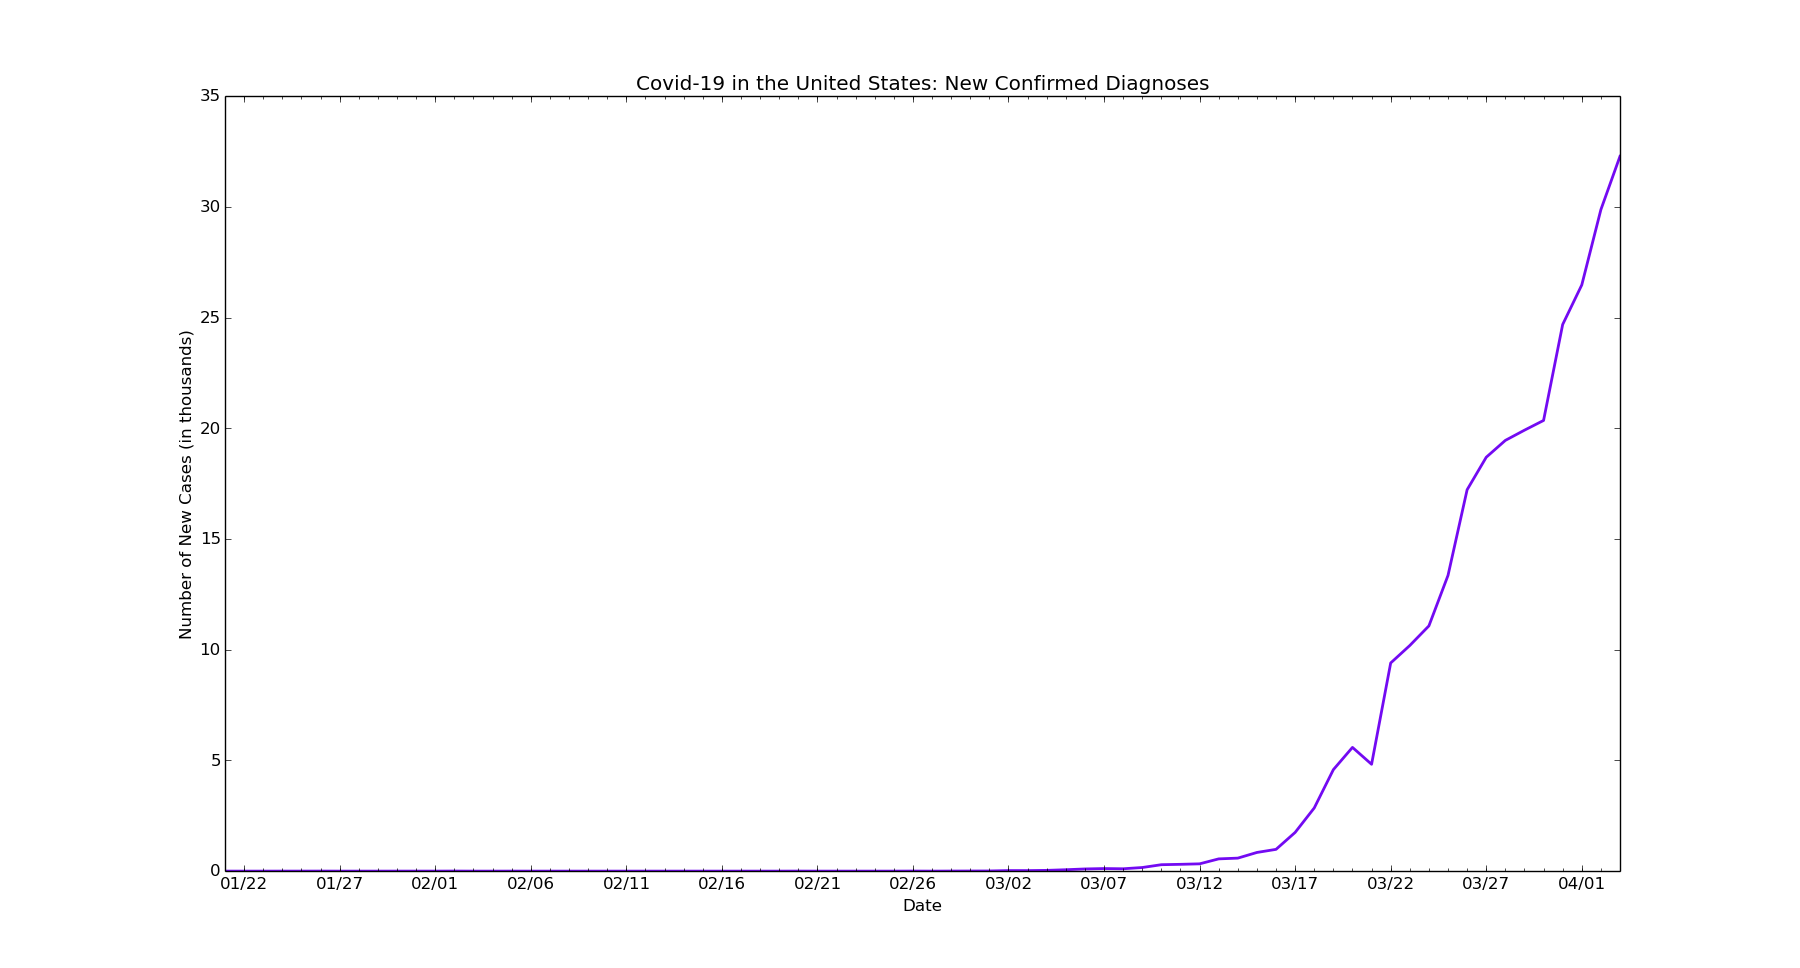 Covid-19 in the United States: New Confirmed Diagnoses
35
30
25
20
15
10
5
0
Number of New Cases (in thousands)
01/22 01/27 02/01 02/06 02/11 02/16 02/21 02/26 03/02 03/07 03/12 03/17 03/22 03/27 04/01
Date